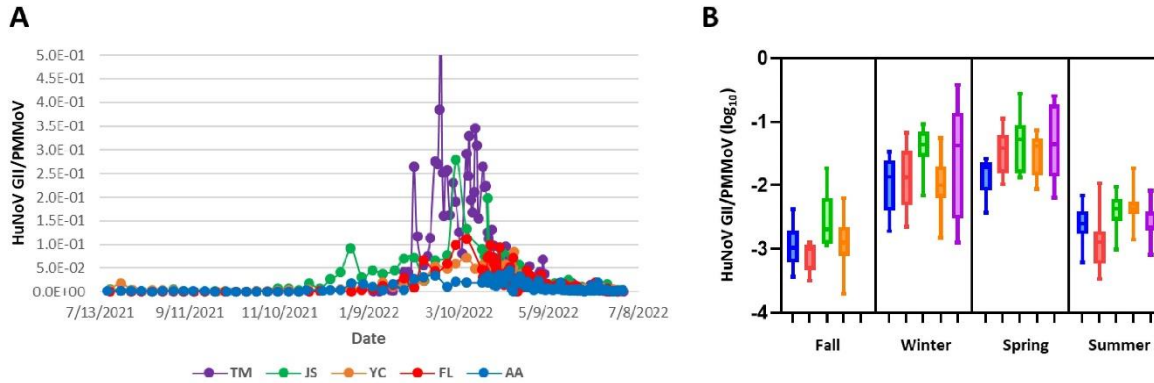 A
HuNoV GII/PMMoV
5.0E-01
4.5E-01
4.0E-01
3.5E-01
3.0E-01
2.5E-01
2.0E-01
1.5E-01
1.0E-01
5.0E-02
0.0E+00
7/13/2021 9/11/2021 11/10/2021 1/9/2022 3/10/2022 5/9/2022 7/8/2022
Date
TM JS YC FL AA
B
HuNoV GII/PMMoV (log10)
0
-1
-2
-3
-4
Fall Winter Spring Summer